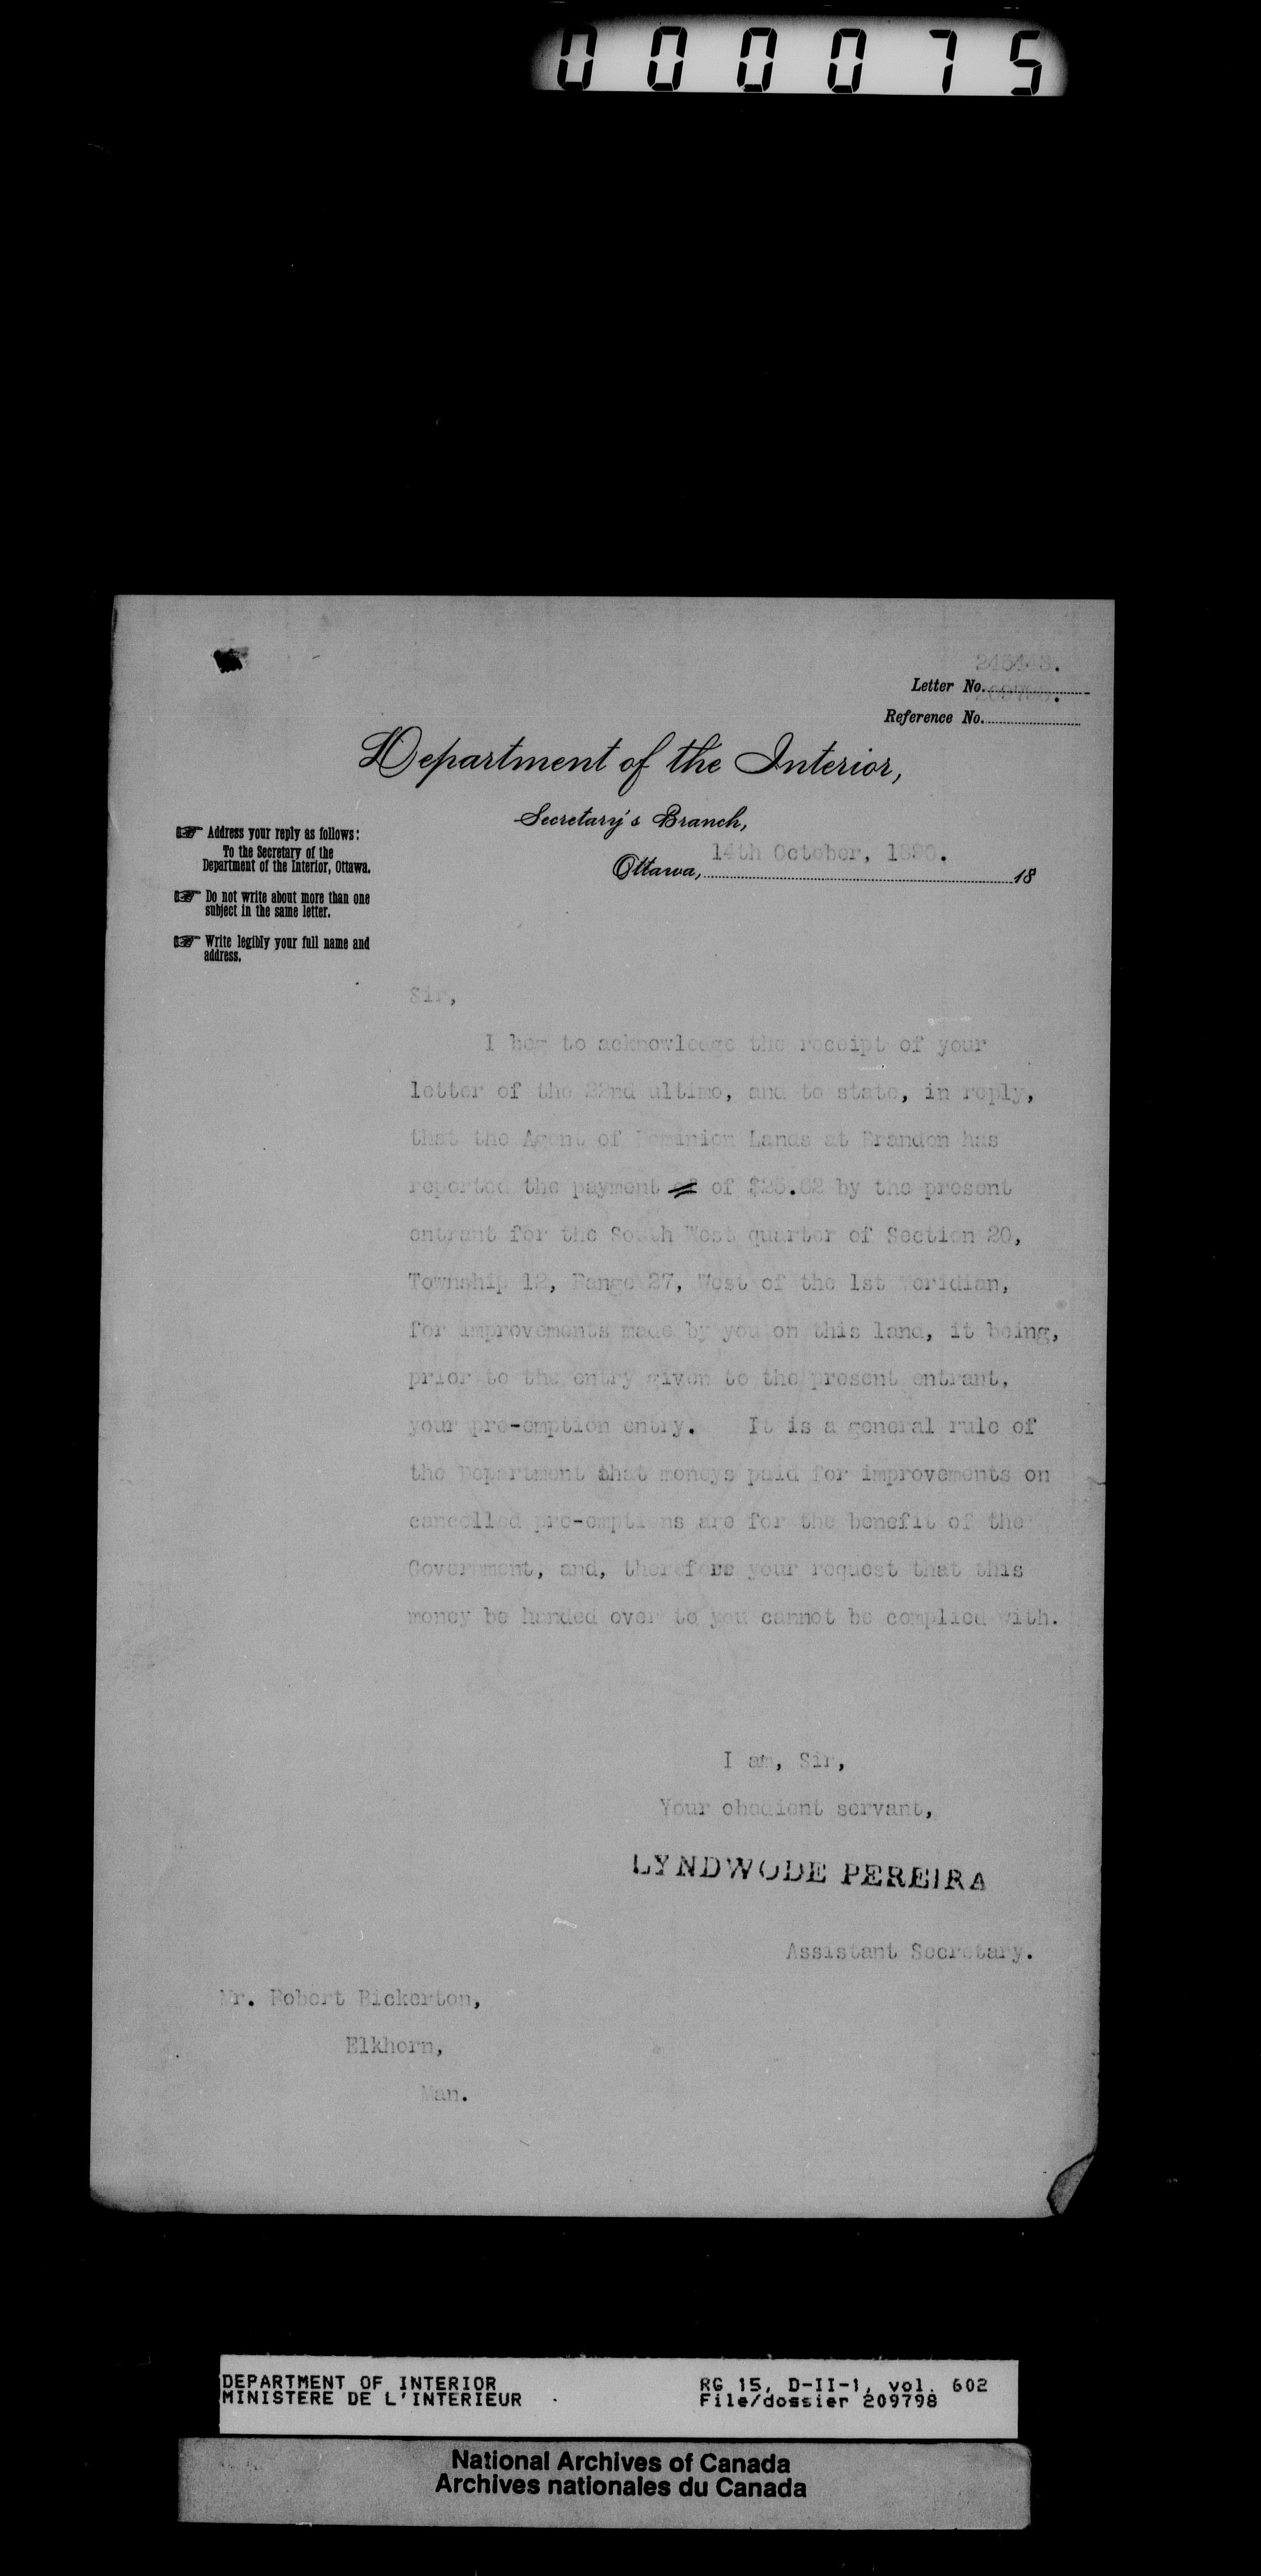 000075
Letter No.
Reference No.
Department of the Interior,
Secretary's Branch,
14th October, 1890.
Ottawa, 18
Address your reply as follows:
To the Secretary of the
Department of the Interior, Ottawa.
Do not write about more than one
subject in the same letter.
Write legibly your full name and
address.
Sir,
I beg to acknowledge the receipt of your
letter of the 22nd ultimo, and to state, in reply,
that the Agent of Dominion Lands at Brandon has
reported the payment of of $25.62 by the present
entrant for the South West quarter of Section 20,
Township 12, Range 27, West of the 1st Meridian,
for improvements made by you on this land, it being,
prior to the entry given to the present entrant,
your pre-emption entry. It is a general rule of
the Department that moneys paid for improvements on
cancelled pre-emptions are for the benefit of the
Government, and, therefore your request that this
money be handed over to you cannot be complied with.
I am, Sir,
Your obedient servant,
LYNDWODE PEREIRA
Assistant Secretary.
Mr. Robert Bickerton,
Elkhorn,
Man.
DEPARTMENT OF INTERIOR
MINISTERE DE L'INTERIEUR
RG 15, D-II-1, vol. 602
File/dossier 209798
National Archives of Canada
Archives nationales du Canada